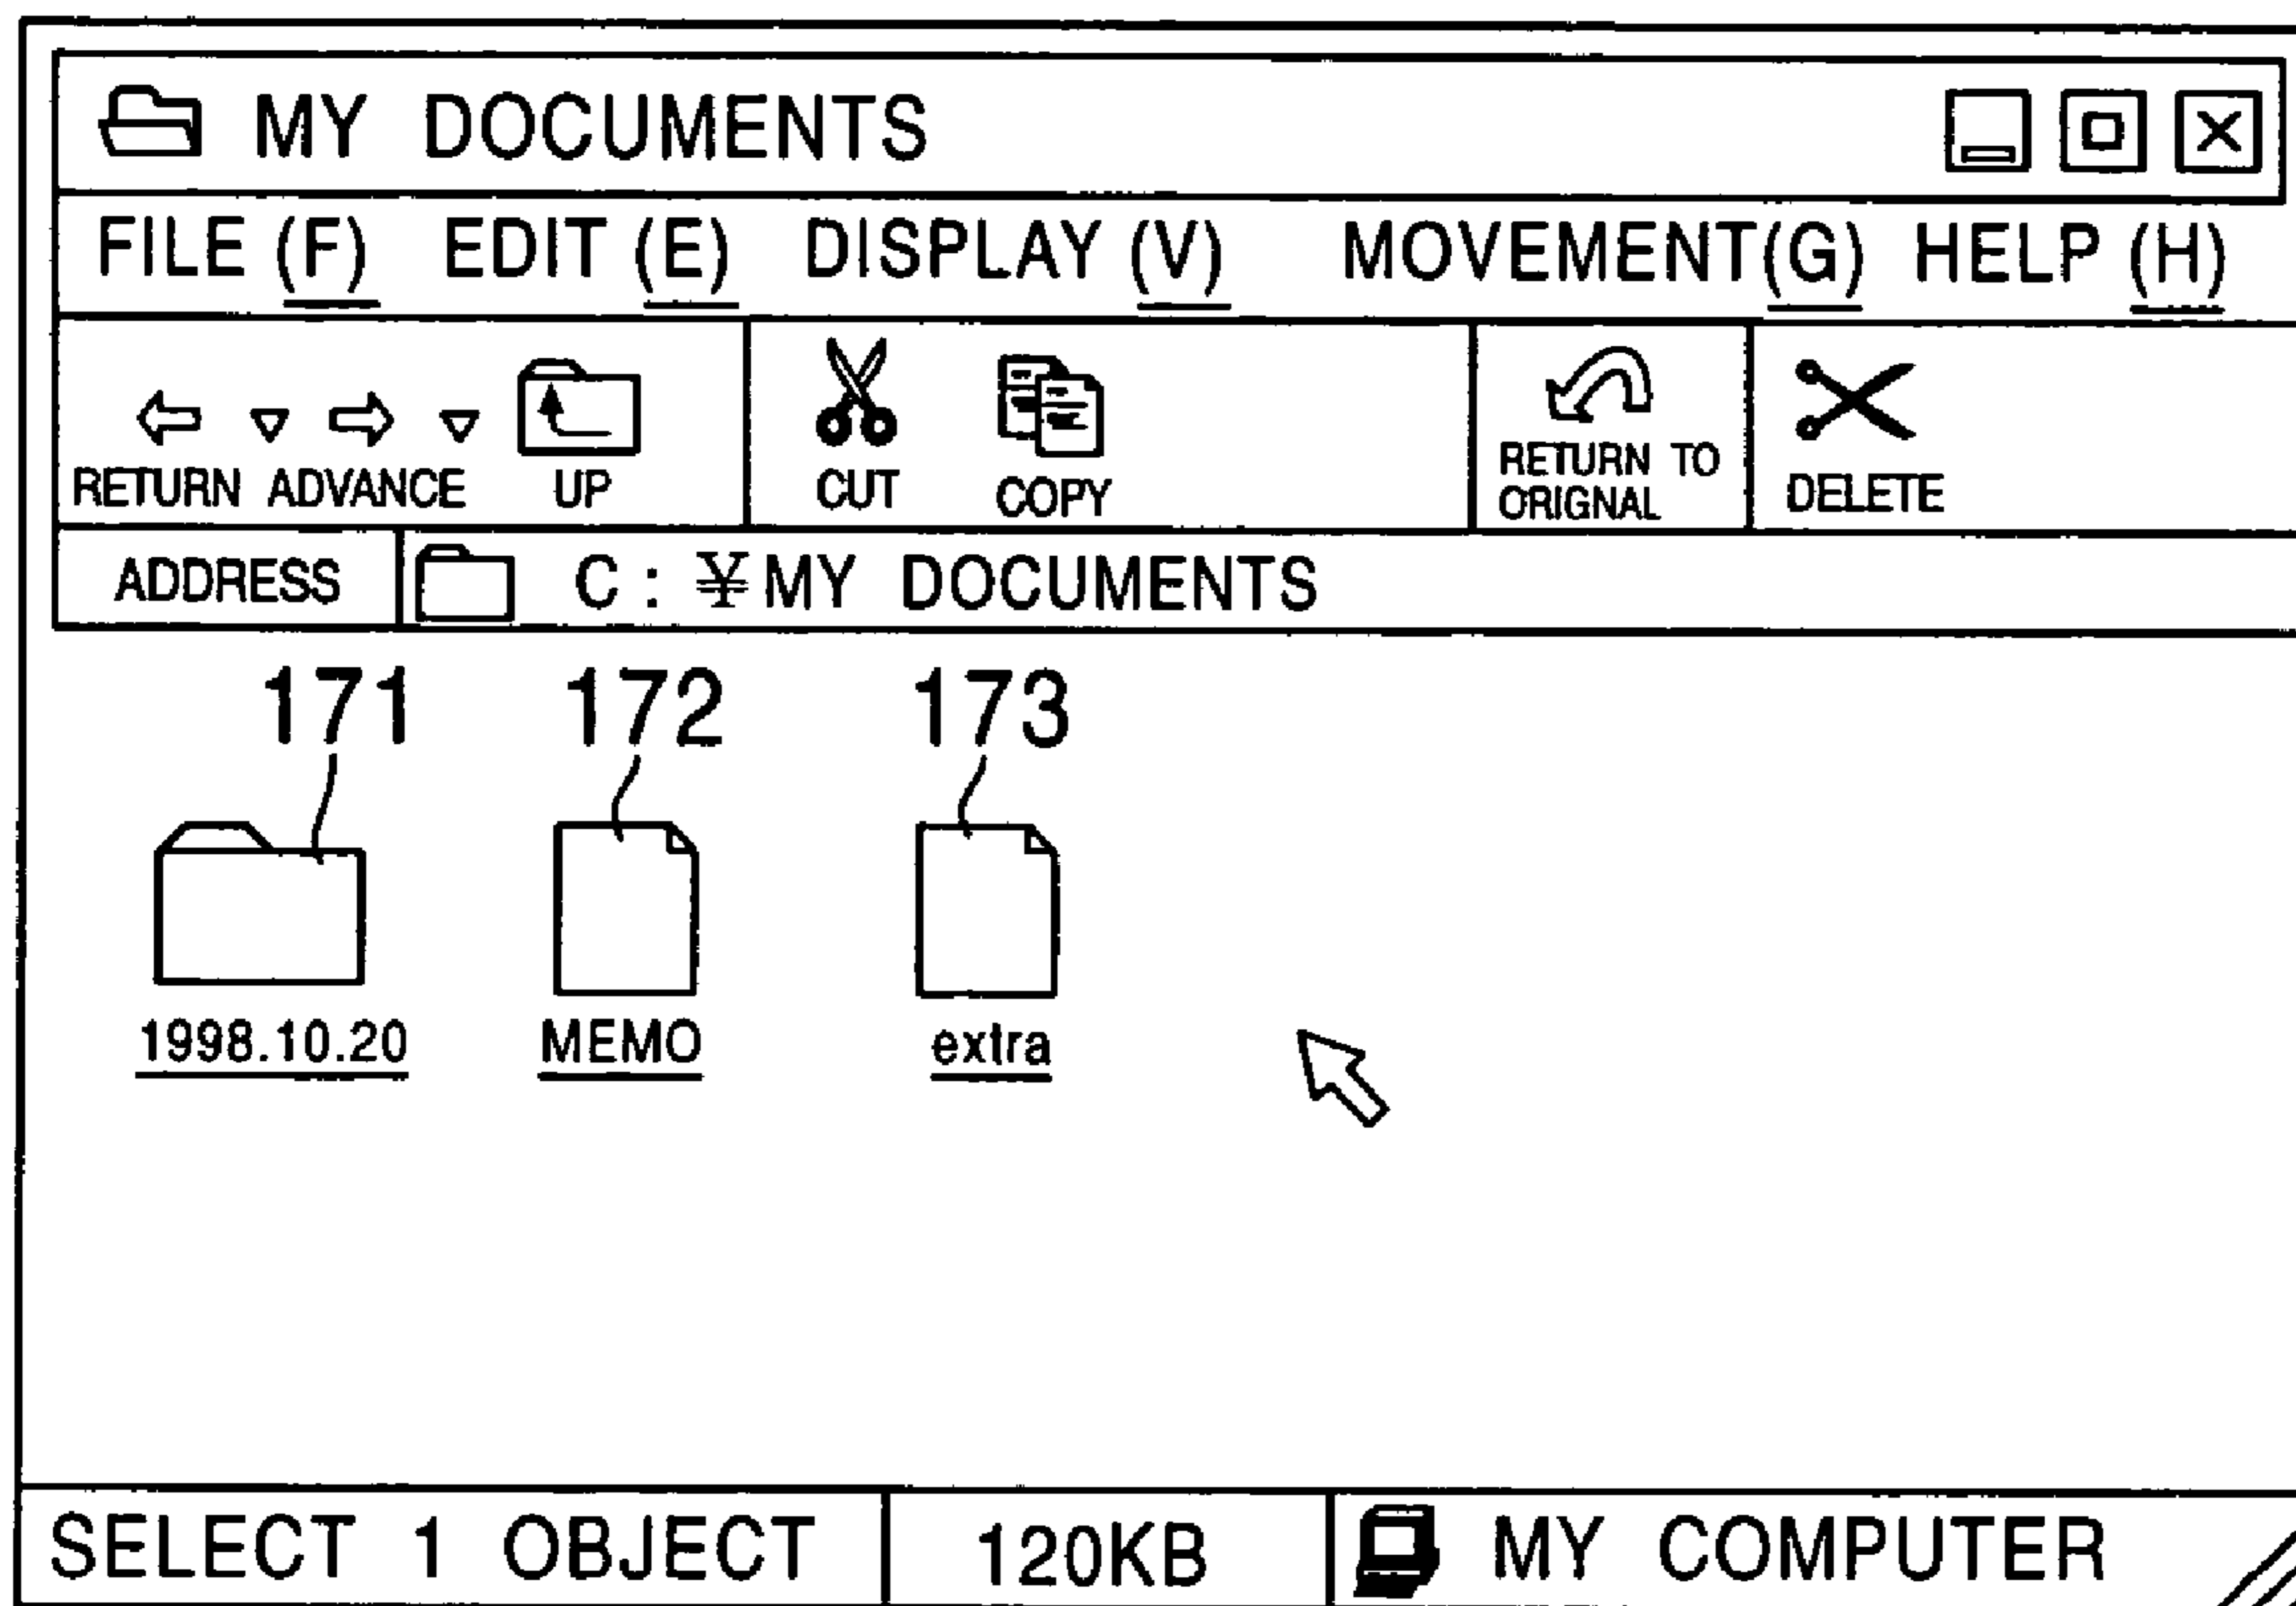 MY DOCUMENTS
FILE (F) EDIT (E) DISPLAY (V) MOVEMENT(G) HELP (H)
RETURN ADVANCE UP CUT COPY RETURN TO ORIGNAL DELETE
ADDRESS C : ¥MY DOCUMENTS
171 172 173
1998.10.20 MEMO extra
SELECT 1 OBJECT 120KB MY COMPUTER